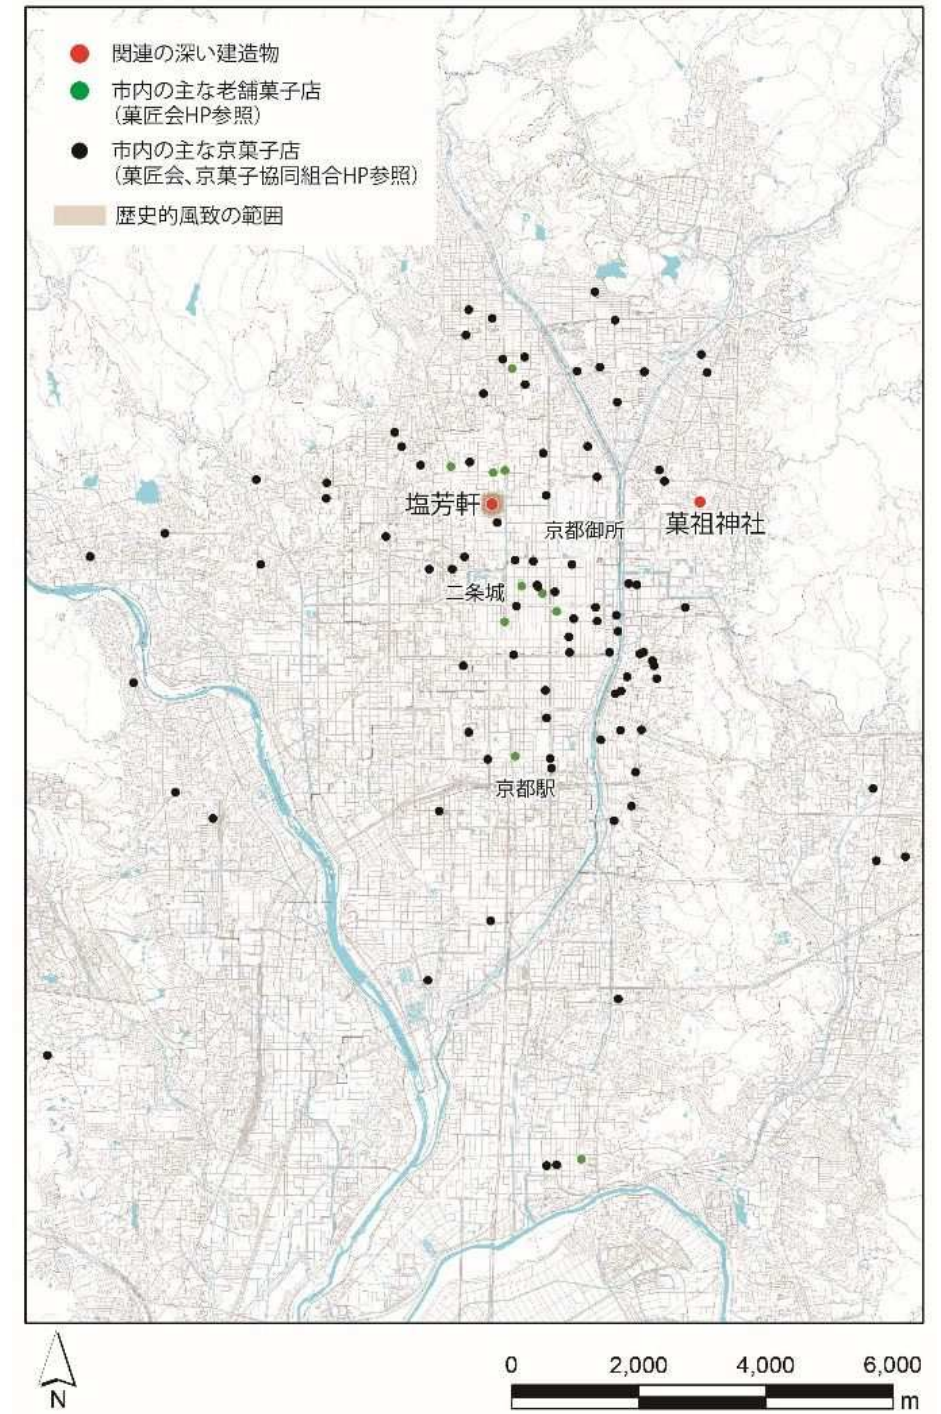 関連の深い建造物
市内の主な老舗菓子店
(菓匠会HP参照)
市内の主な京菓子店
(菓匠会、京菓子協同組合HP参照)
歴史的風致の範囲
塩芳軒
京都御所
菓祖神社
二条城
京都駅
N
0 2,000 4,000 6,000
m